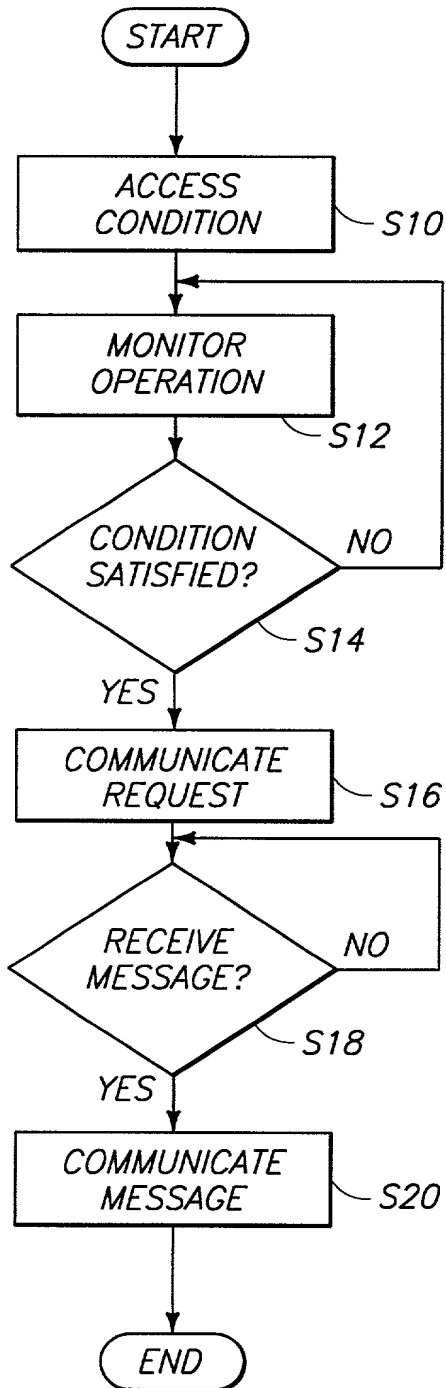 START
ACCESS
CONDITION
S10
MONITOR
OPERATION
S12
CONDITION
SATISFIED?
NO
S14
YES
COMMUNICATE
REQUEST
S16
RECEIVE
MESSAGE?
NO
S18
YES
COMMUNICATE
MESSAGE
S20
END